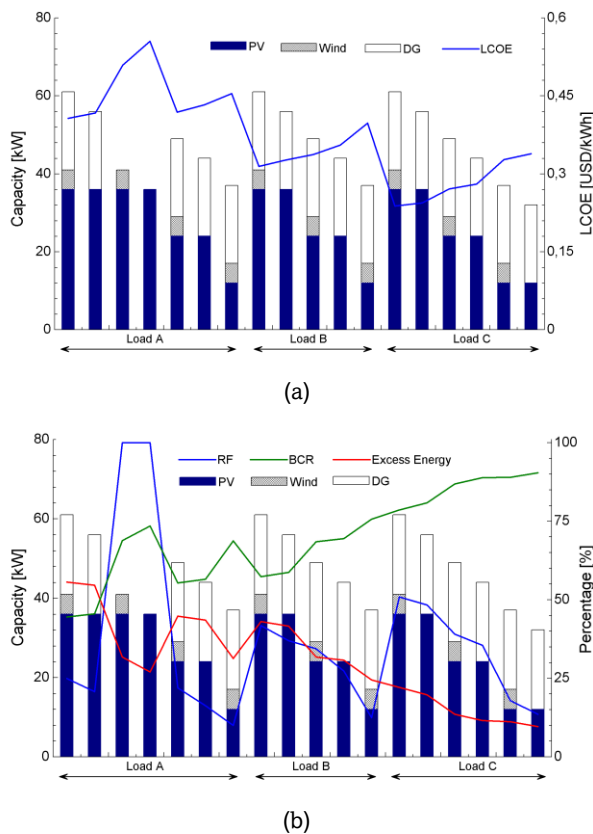 80
0,6
PV Wind DG LCOE
60
0,45
Capacity [kW]
40
0,3
LCOE [USD/kWh]
20
0,15
0
0
Load A Load B Load C
(a)
80
100
RF BCR Excess Energy
PV Wind DG
60
75
Capacity [kW]
40
50
Percentage [%]
20
25
0
0
Load A Load B Load C
(b)